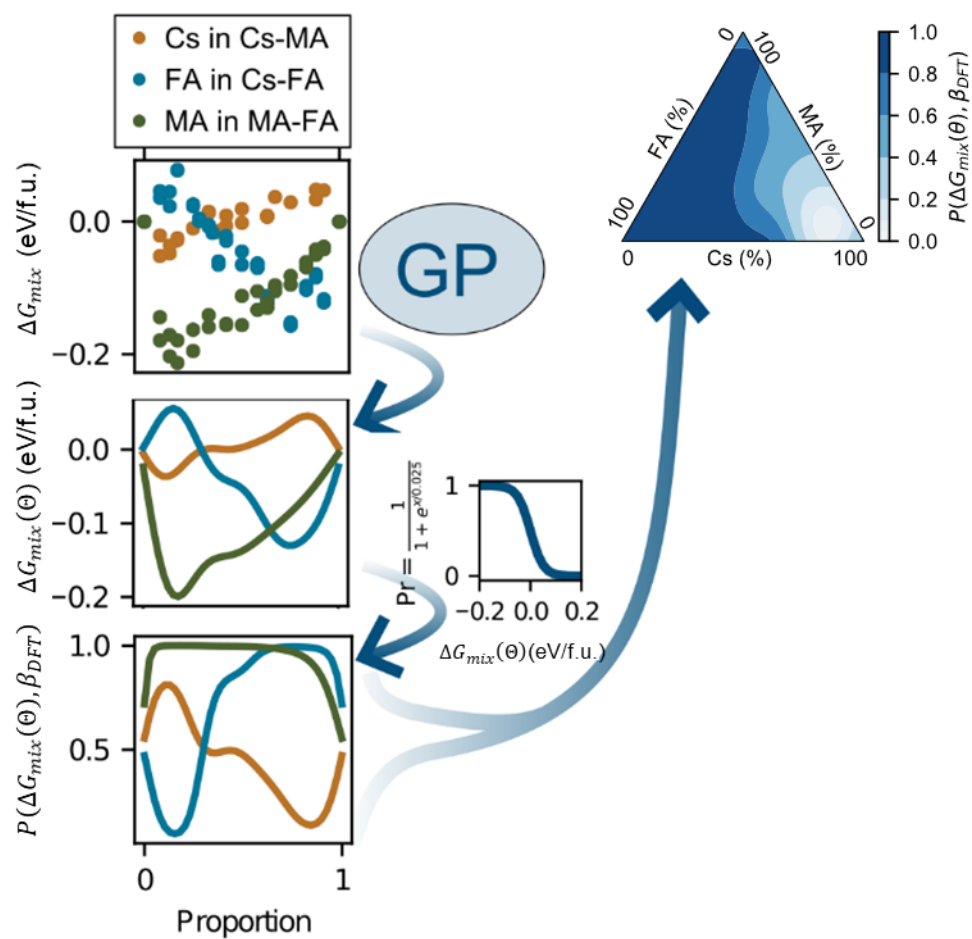 Cs in Cs-MA
FA in Cs-FA
MA in MA-FA
ΔG_mix (eV/f.u.)
0.0
−0.2
GP
0
100
FA (%)
MA (%)
100
0
0
Cs (%)
100
1.0
0.8
0.6
0.4
0.2
0.0
P(ΔG_mix(θ), β_DFT)
ΔG_mix(Θ) (eV/f.u.)
0.0
−0.1
−0.2
Pr = 1 / (1 + e^{x/0.025})
1
0
−0.2 0.0 0.2
ΔG_mix(Θ)(eV/f.u.)
P(ΔG_mix(Θ), β_DFT)
1.0
0.5
0 1
Proportion